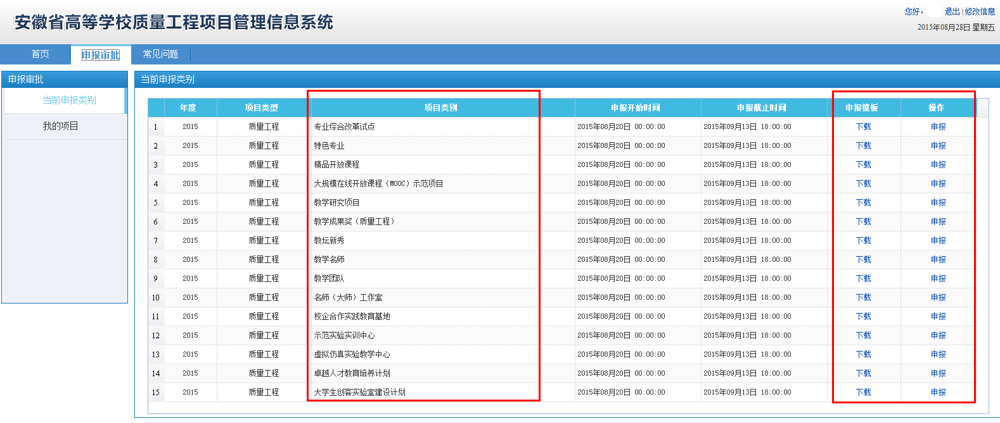 安徽省高等学校质量工程项目管理信息系统
您好， 退出 | 修改信息
2015年08月28日 星期五
首页 申报审批 常见问题
申报审批
当前申报类别
我的项目
当前申报类别
年度 项目类型 项目类别 申报开始时间 申报截止时间 申报模板 操作
1 2015 质量工程 专业综合改革试点 2015年08月20日 00:00:00 2015年09月13日 18:00:00 下载 申报
2 2015 质量工程 特色专业 2015年08月20日 00:00:00 2015年09月13日 18:00:00 下载 申报
3 2015 质量工程 精品开放课程 2015年08月20日 00:00:00 2015年09月13日 18:00:00 下载 申报
4 2015 质量工程 大规模在线开放课程（MOOC）示范项目 2015年08月20日 00:00:00 2015年09月13日 18:00:00 下载 申报
5 2015 质量工程 教学研究项目 2015年08月20日 00:00:00 2015年09月13日 18:00:00 下载 申报
6 2015 质量工程 教学成果奖（质量工程） 2015年08月20日 00:00:00 2015年09月13日 18:00:00 下载 申报
7 2015 质量工程 教坛新秀 2015年08月20日 00:00:00 2015年09月13日 18:00:00 下载 申报
8 2015 质量工程 教学名师 2015年08月20日 00:00:00 2015年09月13日 18:00:00 下载 申报
9 2015 质量工程 教学团队 2015年08月20日 00:00:00 2015年09月13日 18:00:00 下载 申报
10 2015 质量工程 名师（大师）工作室 2015年08月20日 00:00:00 2015年09月13日 18:00:00 下载 申报
11 2015 质量工程 校企合作实践教育基地 2015年08月20日 00:00:00 2015年09月13日 18:00:00 下载 申报
12 2015 质量工程 示范实验实训中心 2015年08月20日 00:00:00 2015年09月13日 18:00:00 下载 申报
13 2015 质量工程 虚拟仿真实验教学中心 2015年08月20日 00:00:00 2015年09月13日 18:00:00 下载 申报
14 2015 质量工程 卓越人才教育培养计划 2015年08月20日 00:00:00 2015年09月13日 18:00:00 下载 申报
15 2015 质量工程 大学生创客实验室建设计划 2015年08月20日 00:00:00 2015年09月13日 18:00:00 下载 申报